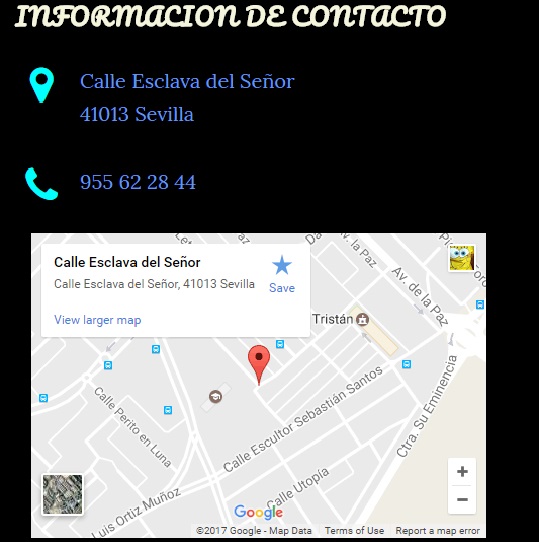 INFORMACION DE CONTACTO
Calle Esclava del Señor
41013 Sevilla
955 62 28 44
Calle Esclava del Señor
Calle Esclava del Señor, 41013 Sevilla
Save
View larger map
la Paz
Av. de la Paz
Tristán
Calle Perito en Luna
Calle Escultor Sebastián Santos
Ctra. Su Eminencia
Luis Ortiz Muñoz
Calle Utopía
+
−
Google
©2017 Google - Map Data Terms of Use Report a map error